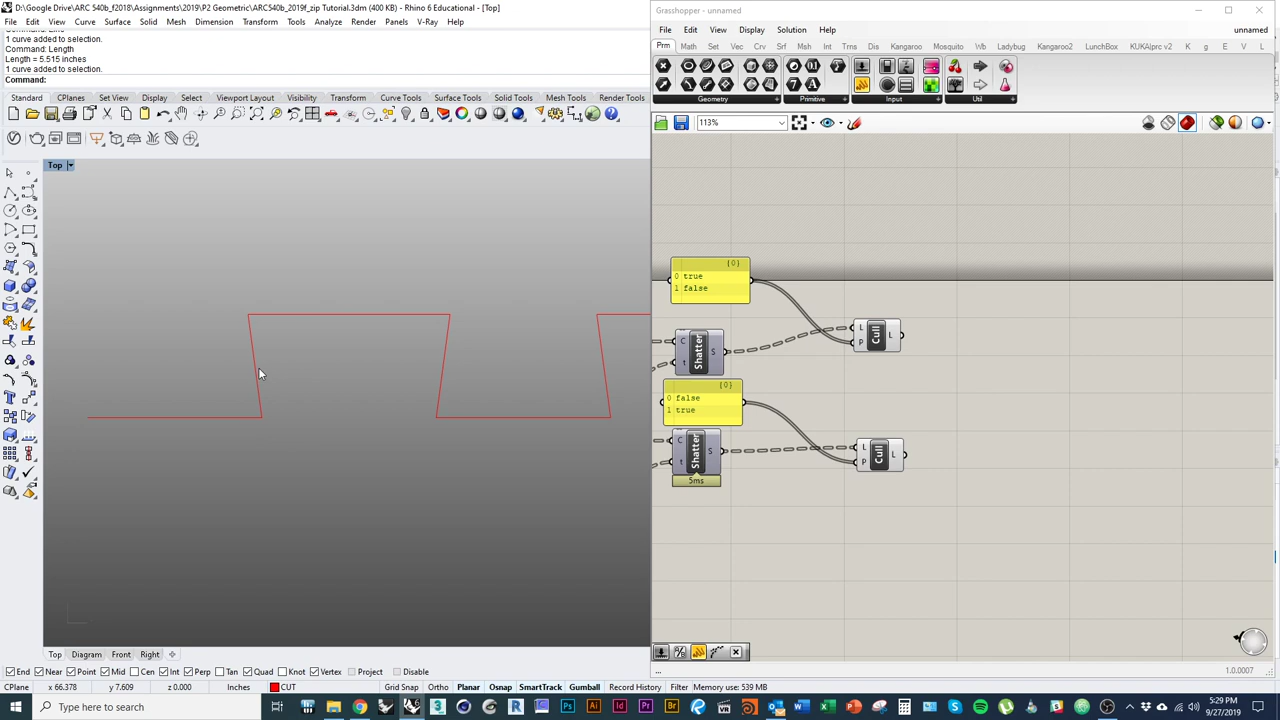 D:\Google Drive\ARC S40b_f2018\Assignments\2019\P2 Geometric\ARCS40b_2019f_zip Tutorial.3dm (400 KB) - Rhino 6 Educational - [Top]
File Edit View Curve Surface Solid Mesh Dimension Transform Tools Analyze Render Panels V-Ray Help
1 curve added to selection.
Command: Length
Length = 5.515 inches
1 curve added to selection.
Command:
Standard CPlanes Set View Display Select Viewport Layout Visibility Transform Curve Tools Surface Tools Solid Tools Mesh Tools Render Tools
Top
Top Diagram Front Right
End Near Point Mid Cen Int Perp Tan Quad Knot Vertex Project Disable
CPlane x 66.378 y 7.609 z 0.000 Inches CUT Grid Snap Ortho Planar Osnap SmartTrack Gumball Record History Filter Memory use: 539 MB
Grasshopper - unnamed
File Edit View Display Solution Help unnamed
Prm Math Set Vec Crv Srf Msh Int Trns Dis Kangaroo Mosquito Wb Ladybug Kangaroo2 LunchBox KUKA|prc v2 K g E V L
Geometry Primitive Input Util
113%
{0}
0 true
1 false
C t Shatter S
L P Cull L
{0}
0 false
1 true
C t Shatter S
5ms
L P Cull L
...
1.0007
Type here to search
5:29 PM
9/27/2019